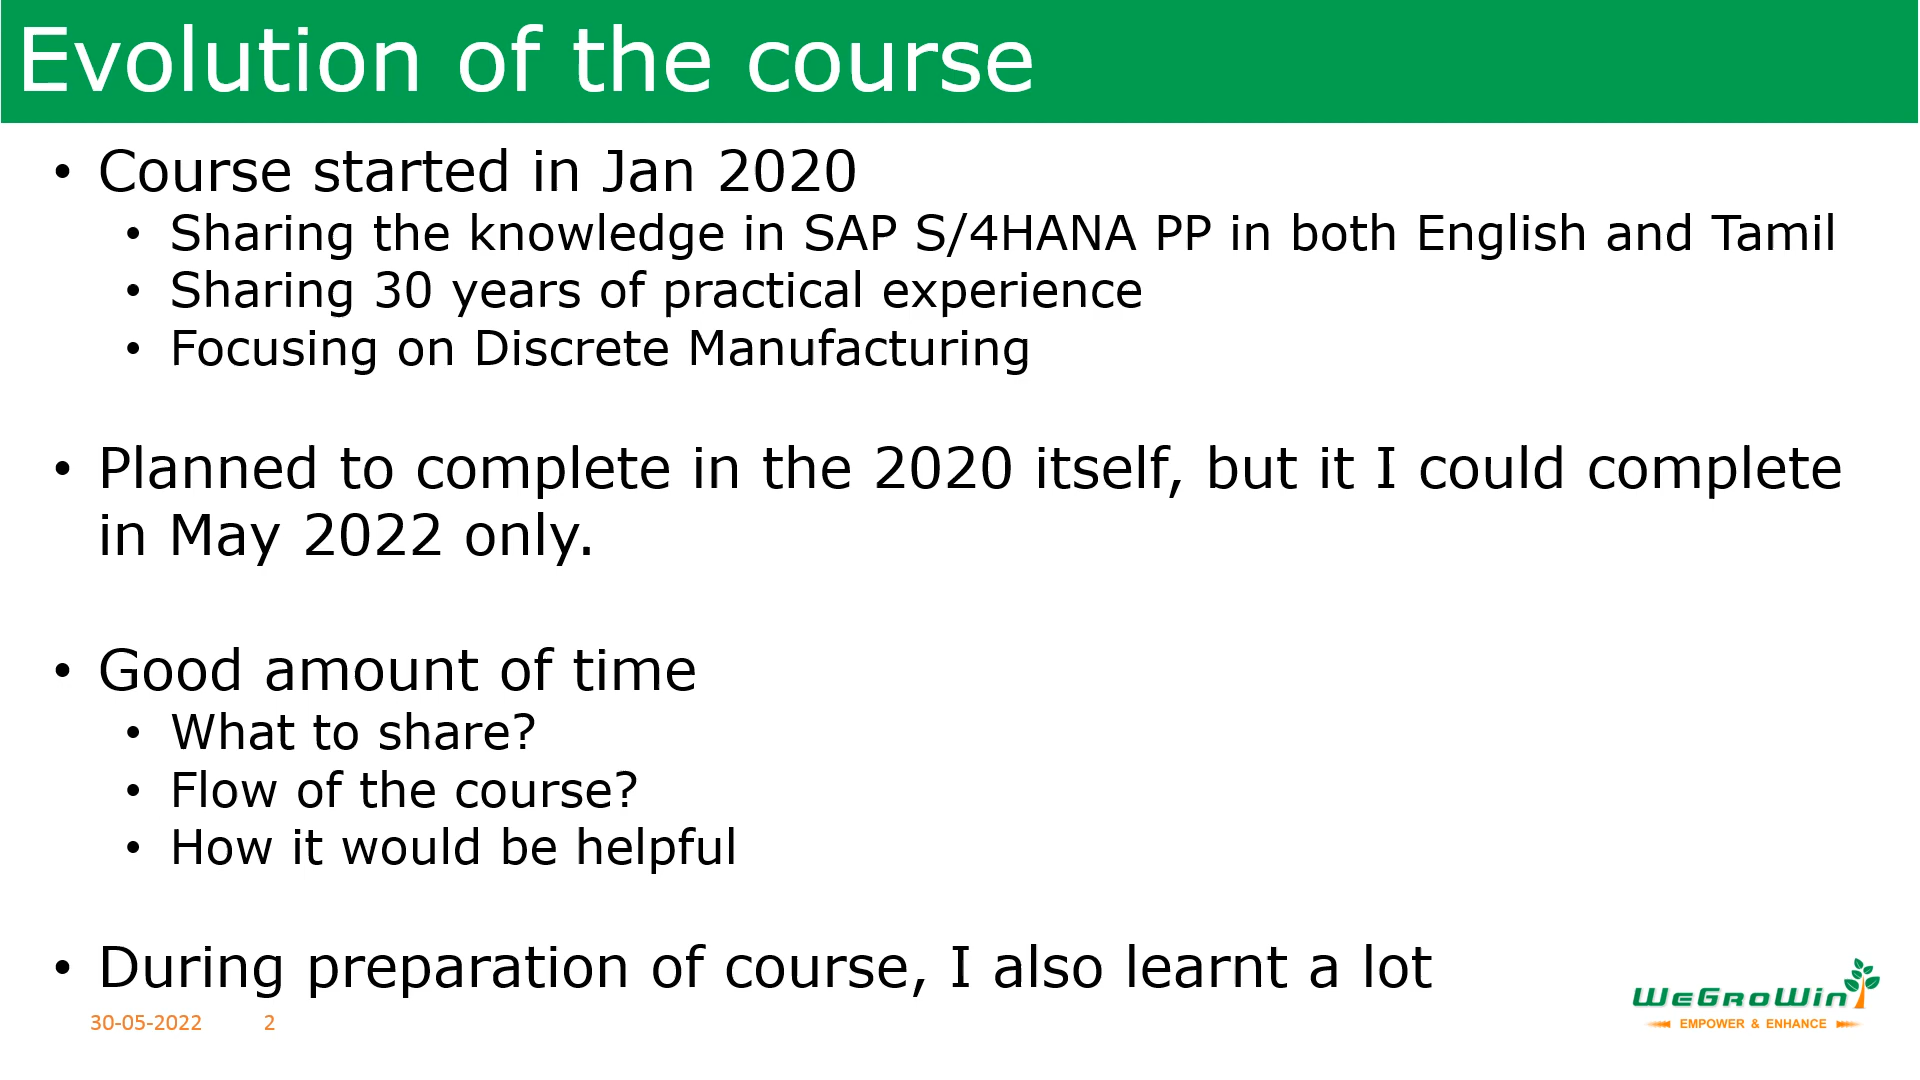 Evolution of the course
• Course started in Jan 2020
• Sharing the knowledge in SAP S/4HANA PP in both English and Tamil
• Sharing 30 years of practical experience
• Focusing on Discrete Manufacturing
• Planned to complete in the 2020 itself, but it I could complete
in May 2022 only.
• Good amount of time
• What to share?
• Flow of the course?
• How it would be helpful
• During preparation of course, I also learnt a lot
30-05-2022 2
WeGroWin
EMPOWER & ENHANCE